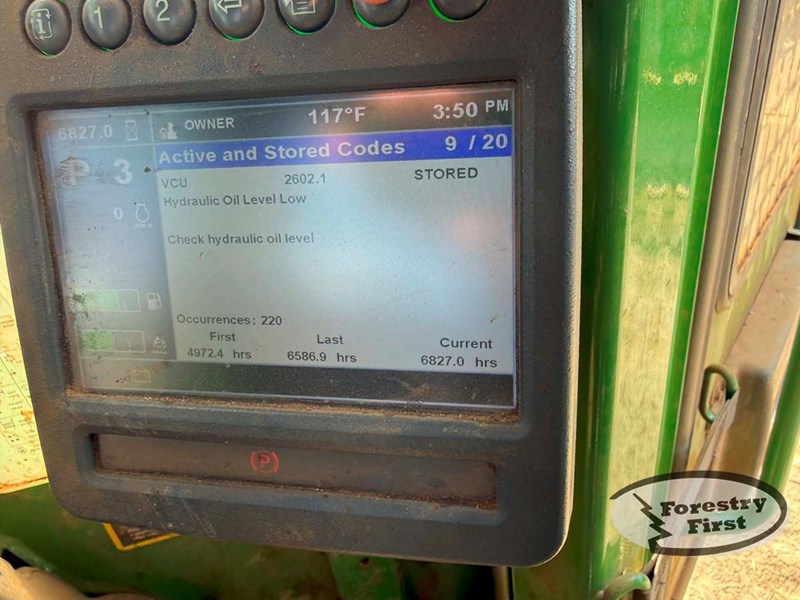 1
2
6827.0
OWNER
117°F
3:50 PM
P 3
Active and Stored Codes
9 / 20
VCU
2602.1
STORED
Hydraulic Oil Level Low
0
Check hydraulic oil level
Occurrences: 220
First
Last
Current
4972.4 hrs
6586.9 hrs
6827.0 hrs
(P)
Forestry
First